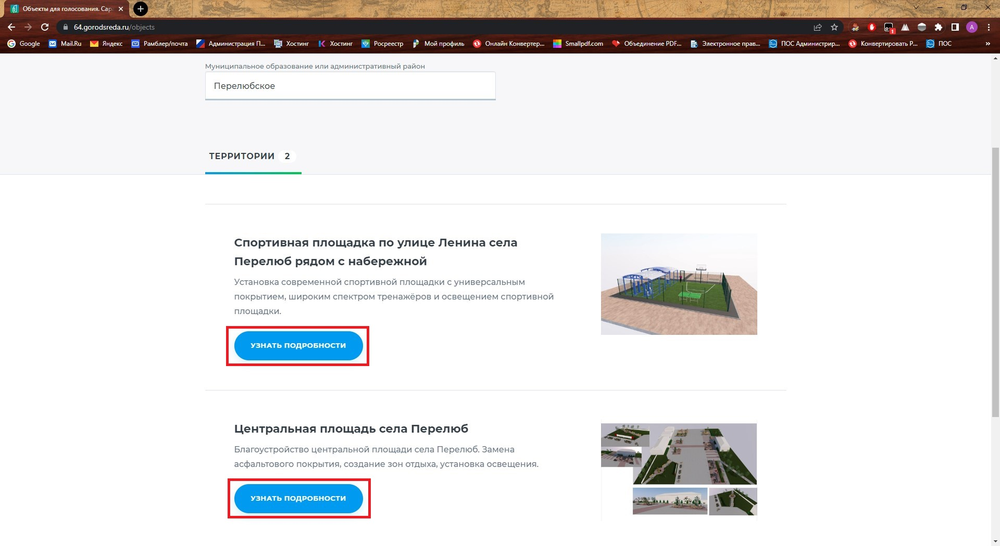 Объекты для голосования. Сар
64.gorodsreda.ru/objects
1
A
Google
Mail.Ru
Яндекс
Рамблер/почта
Администрация П...
Хостинг
Хостинг
Росреестр
Мой профиль
Онлайн Конвертер...
Smallpdf.com
Объединение PDF...
Электронное прав...
ПОС Администрир...
Конвертировать P...
ПОС
»
Муниципальное образование или административный район
Перелюбское
ТЕРРИТОРИИ 2
Спортивная площадка по улице Ленина села
Перелюб рядом с набережной
Установка современной спортивной площадки с универсальным
покрытием, широким спектром тренажёров и освещением спортивной
площадки.
УЗНАТЬ ПОДРОБНОСТИ
Центральная площадь села Перелюб
Благоустройство центральной площади села Перелюб. Замена
асфальтового покрытия, создание зон отдыха, установка освещения.
УЗНАТЬ ПОДРОБНОСТИ